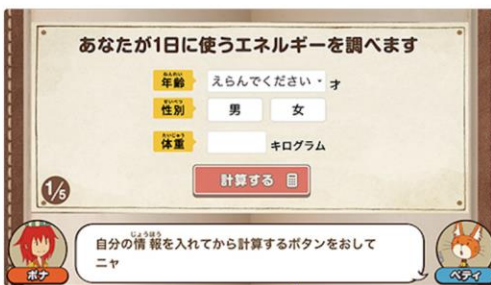 あなたが1日に使うエネルギーを調べます
ねんれい
年齢 えらんでください 才
せいべつ
性別 男 女
たいじゅう
体重 キログラム
計算する
1/5
じょうほう
自分の情報を入れてから計算するボタンをおして
ニャ
ボナ
ペティ